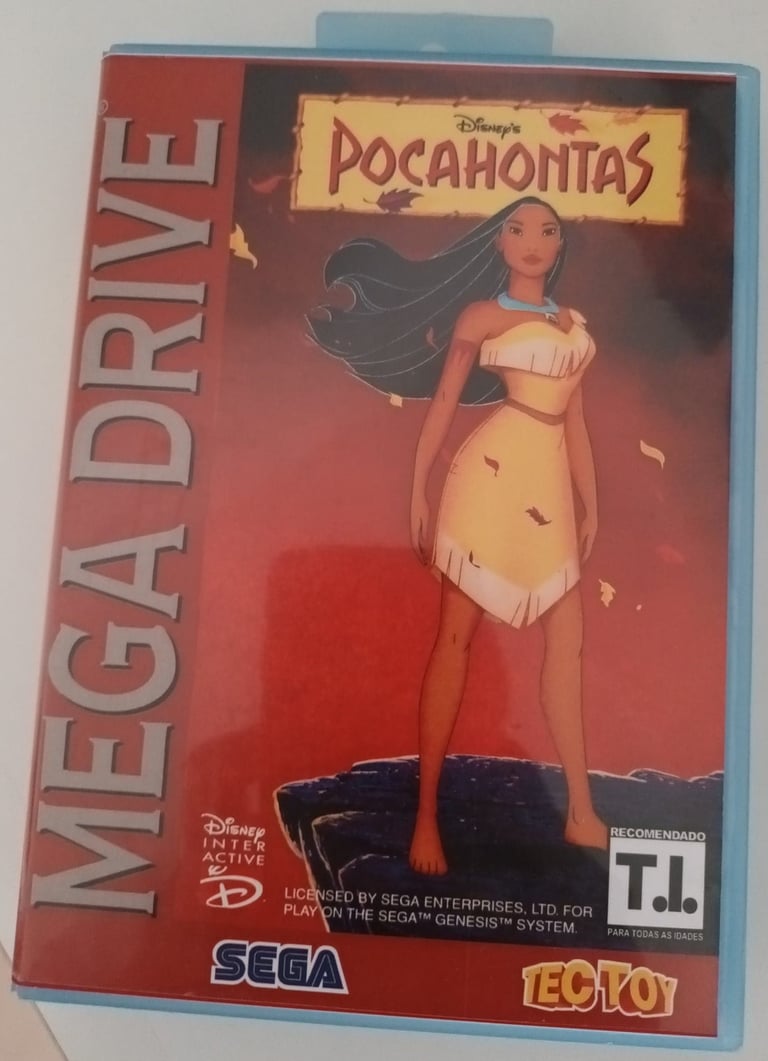 MEGA DRIVE
Disney's
POCAHONTAS
Disney
INTER
ACTIVE
LICENSED BY SEGA ENTERPRISES, LTD. FOR
PLAY ON THE SEGA™ GENESIS™ SYSTEM.
RECOMENDADO
T.I.
PARA TODAS AS IDADES
SEGA
TEC TOY